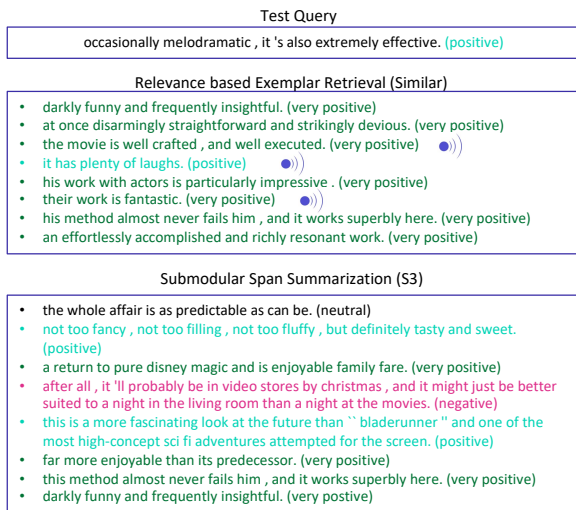 Test Query
occasionally melodramatic , it 's also extremely effective. (positive)
Relevance based Exemplar Retrieval (Similar)
• darkly funny and frequently insightful. (very positive)
• at once disarmingly straightforward and strikingly devious. (very positive)
• the movie is well crafted , and well executed. (very positive)
• it has plenty of laughs. (positive)
• his work with actors is particularly impressive . (very positive)
• their work is fantastic. (very positive)
• his method almost never fails him , and it works superbly here. (very positive)
• an effortlessly accomplished and richly resonant work. (very positive)
Submodular Span Summarization (S3)
• the whole affair is as predictable as can be. (neutral)
• not too fancy , not too filling , not too fluffy , but definitely tasty and sweet.
(positive)
• a return to pure disney magic and is enjoyable family fare. (very positive)
• after all , it 'll probably be in video stores by christmas , and it might just be better
suited to a night in the living room than a night at the movies. (negative)
• this is a more fascinating look at the future than `` bladerunner '' and one of the
most high-concept sci fi adventures attempted for the screen. (positive)
• far more enjoyable than its predecessor. (very positive)
• this method almost never fails him , and it works superbly here. (very positive)
• darkly funny and frequently insightful. (very postive)